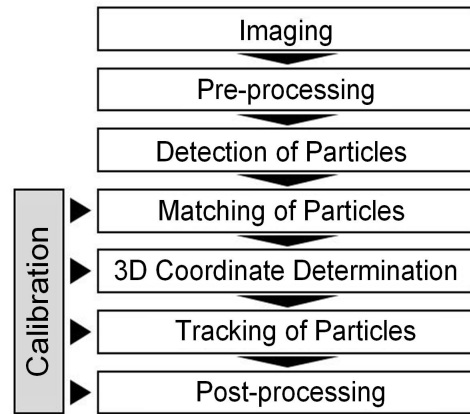 Imaging
Pre-processing
Detection of Particles
Matching of Particles
3D Coordinate Determination
Tracking of Particles
Post-processing
Calibration